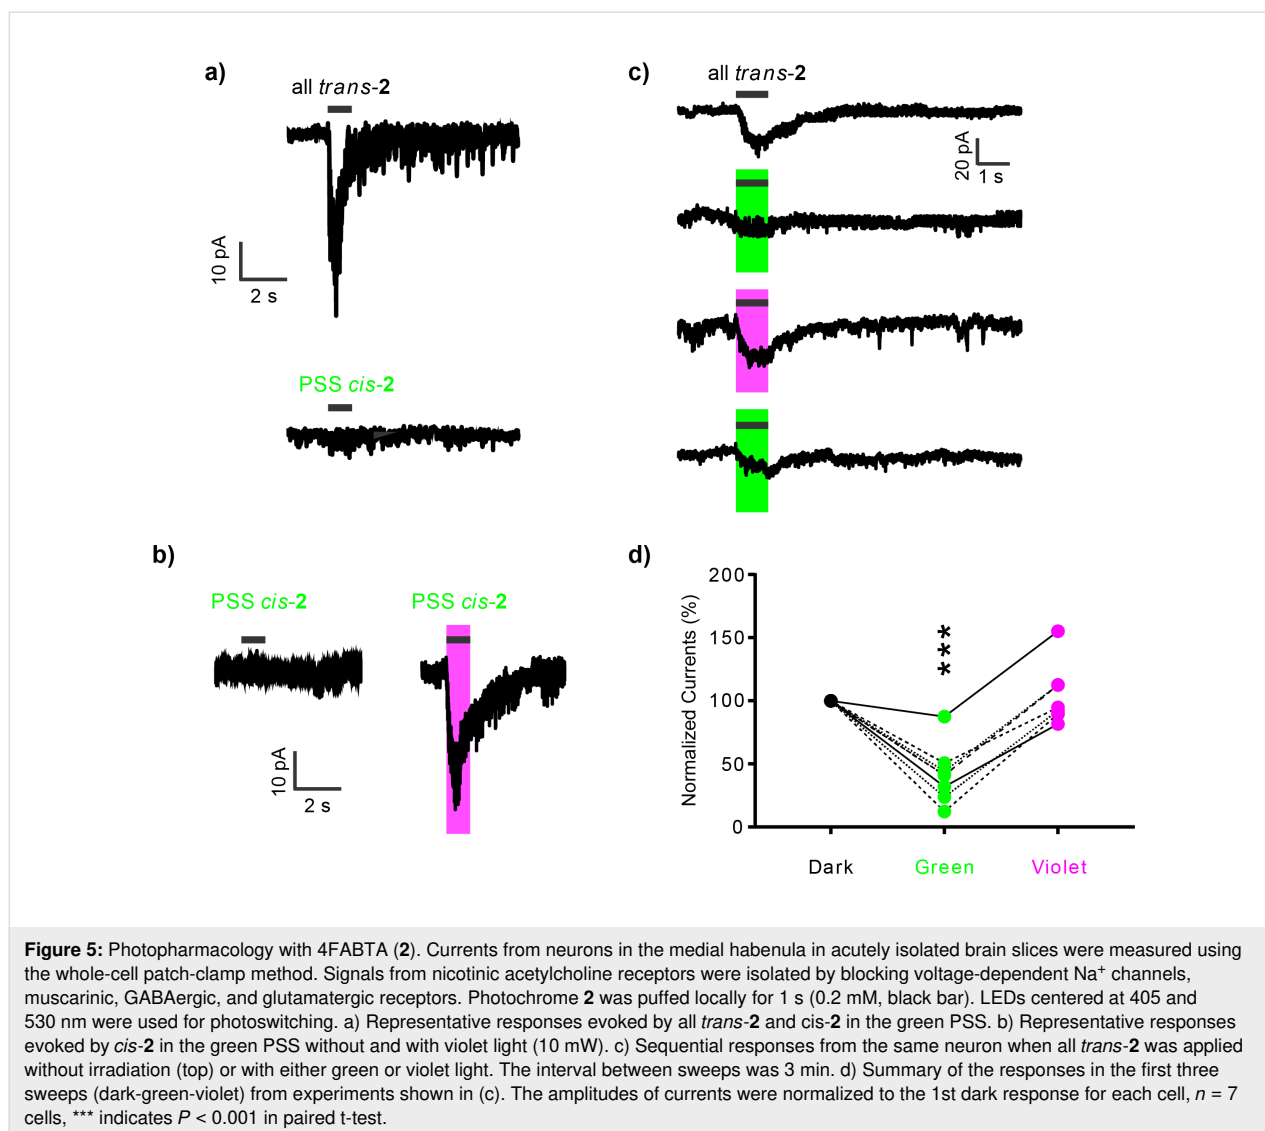 a)
all trans-2
10 pA
2 s
PSS cis-2
b)
PSS cis-2
PSS cis-2
10 pA
2 s
c)
all trans-2
20 pA
1 s
d)
Normalized Currents (%)
200
150
100
50
0
***
Dark
Green
Violet
Figure 5: Photopharmacology with 4FABTA (2). Currents from neurons in the medial habenula in acutely isolated brain slices were measured using
the whole-cell patch-clamp method. Signals from nicotinic acetylcholine receptors were isolated by blocking voltage-dependent Na⁺ channels,
muscarinic, GABAergic, and glutamatergic receptors. Photochrome 2 was puffed locally for 1 s (0.2 mM, black bar). LEDs centered at 405 and
530 nm were used for photoswitching. a) Representative responses evoked by all trans-2 and cis-2 in the green PSS. b) Representative responses
evoked by cis-2 in the green PSS without and with violet light (10 mW). c) Sequential responses from the same neuron when all trans-2 was applied
without irradiation (top) or with either green or violet light. The interval between sweeps was 3 min. d) Summary of the responses in the first three
sweeps (dark-green-violet) from experiments shown in (c). The amplitudes of currents were normalized to the 1st dark response for each cell, n = 7
cells, *** indicates P < 0.001 in paired t-test.